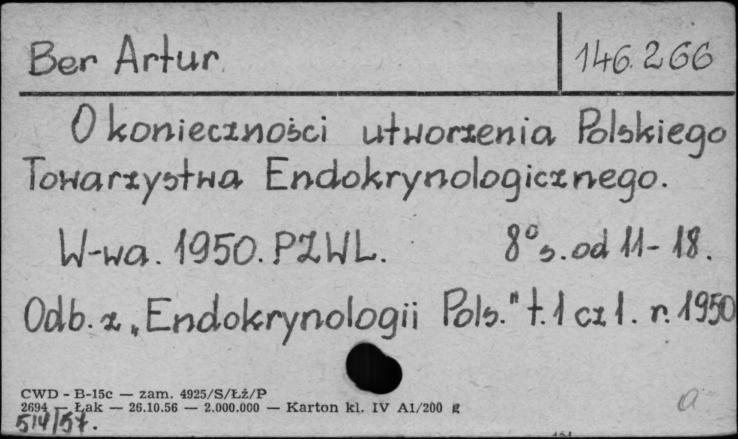 Ber Artur
146.266
O konieczności utworzenia Polskiego
Towarzystwa Endokrynologicznego.
W-wa. 1950. PZWL. 8° s. od 11-18.
Odb. z „Endokrynologii Pols." t. 1 cz 1. r. 1950
CWD - B-15c — zam. 4925/S/Łż/P
2694 — Łak — 26.10.56 — 2.000.000 — Karton kl. IV A1/200 g
514/57.
a